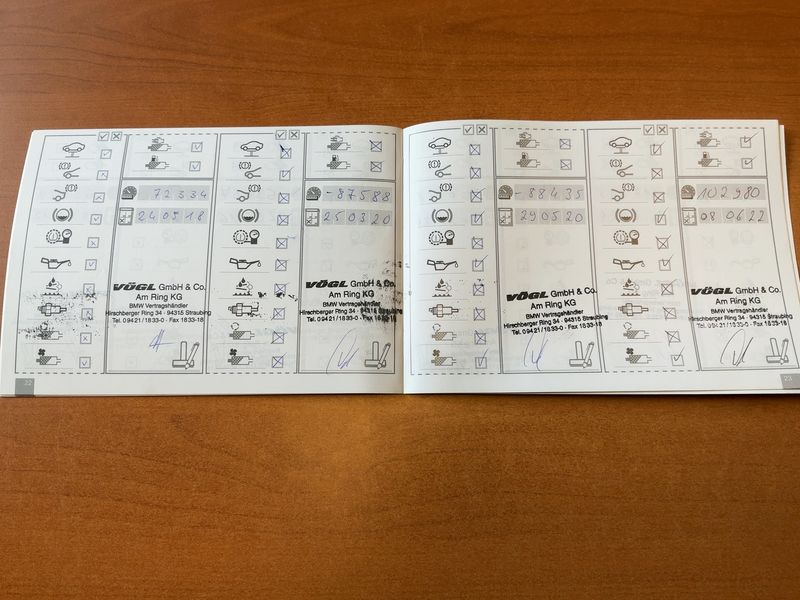 72334
240518
VÖGL GmbH & Co.
Am Ring KG
BMW Vertragshändler
Hirschberger Ring 34 · 94315 Straubing
Tel. 09421/1833-0 · Fax 1833-18
22
-87588
250320
VÖGL GmbH & Co.
Am Ring KG
BMW Vertragshändler
Hirschberger Ring 34 · 94315 Straubing
Tel. 09421/1833-0 · Fax 1833-18
-88435
290520
VÖGL GmbH & Co.
Am Ring KG
BMW Vertragshändler
Hirschberger Ring 34 · 94315 Straubing
Tel. 09421/1833-0 · Fax 1833-18
102980
080622
VÖGL GmbH & Co.
Am Ring KG
BMW Vertragshändler
Hirschberger Ring 34 · 94315 Straubing
Tel. 09421/1833-0 · Fax 1833-18
23